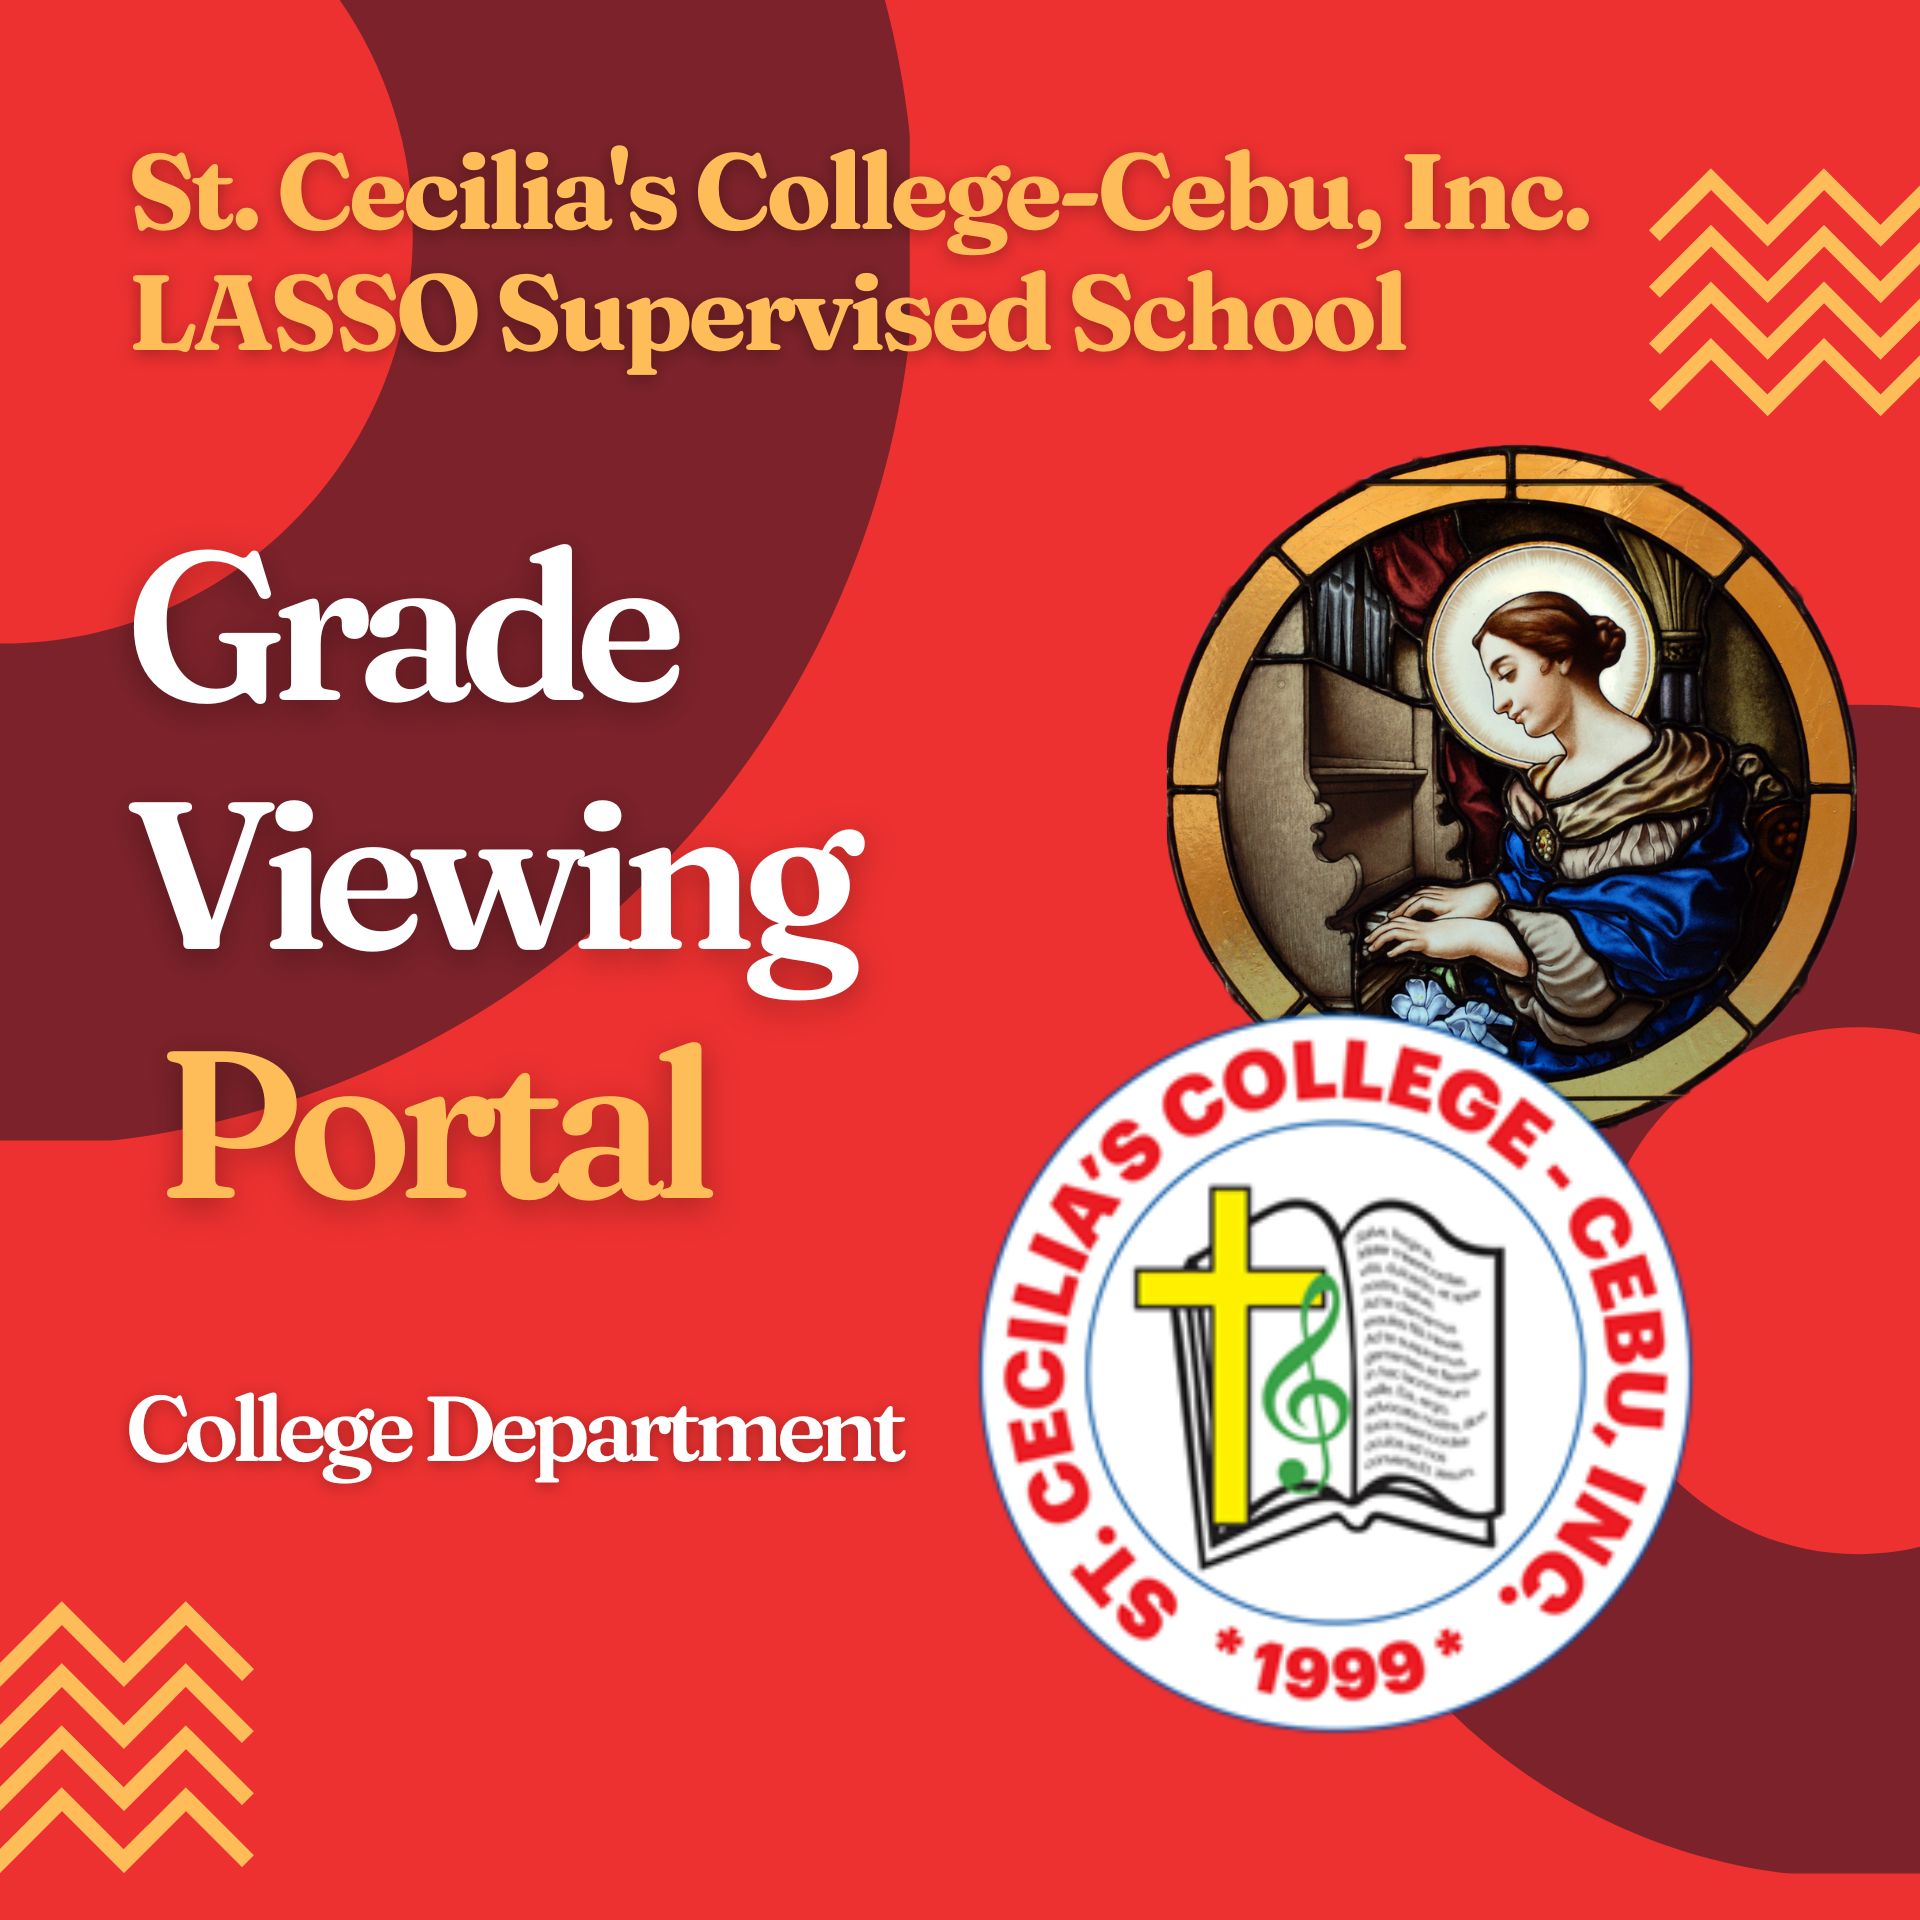 St. Cecilia's College-Cebu, Inc.
LASSO Supervised School
Grade
Viewing
Portal
College Department
ST. CECILIA'S COLLEGE - CEBU, INC.
* 1999 *